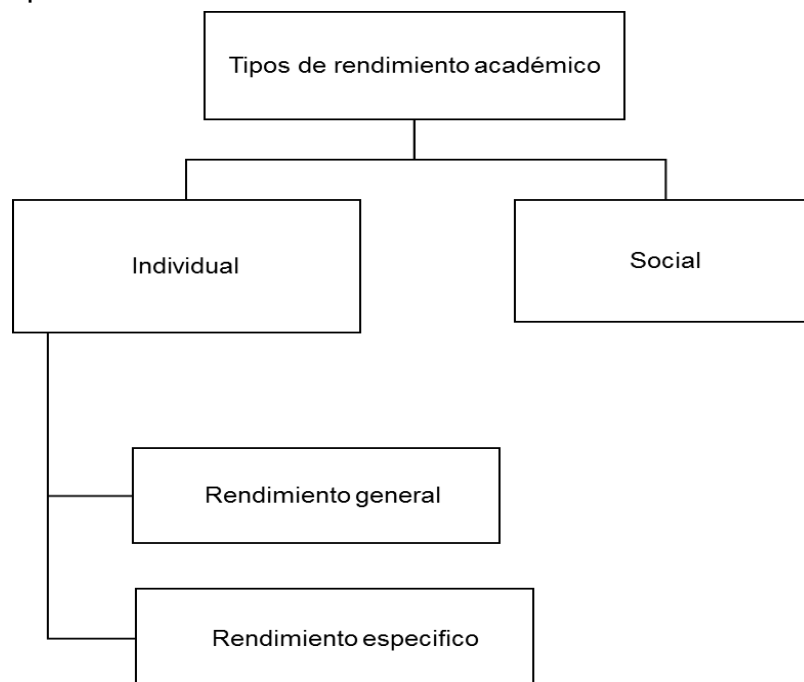 Tipos de rendimiento académico
Individual
Social
Rendimiento general
Rendimiento especifico